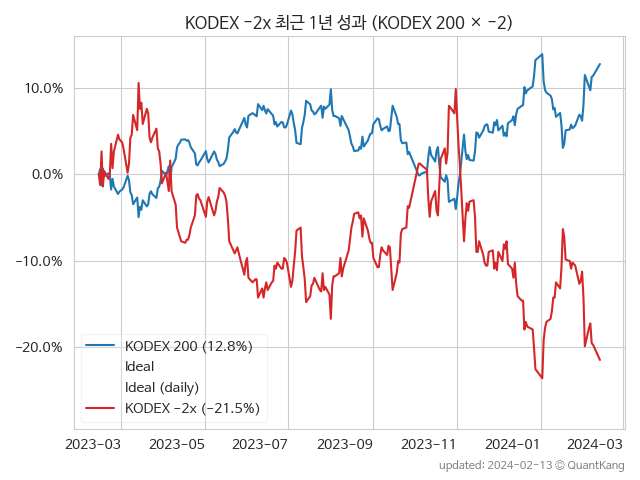 KODEX -2x 최근 1년 성과 (KODEX 200 × -2)
10.0%
0.0%
-10.0%
-20.0%
KODEX 200 (12.8%)
Ideal
Ideal (daily)
KODEX -2x (-21.5%)
2023-03 2023-05 2023-07 2023-09 2023-11 2024-01 2024-03
updated: 2024-02-13 © QuantKang